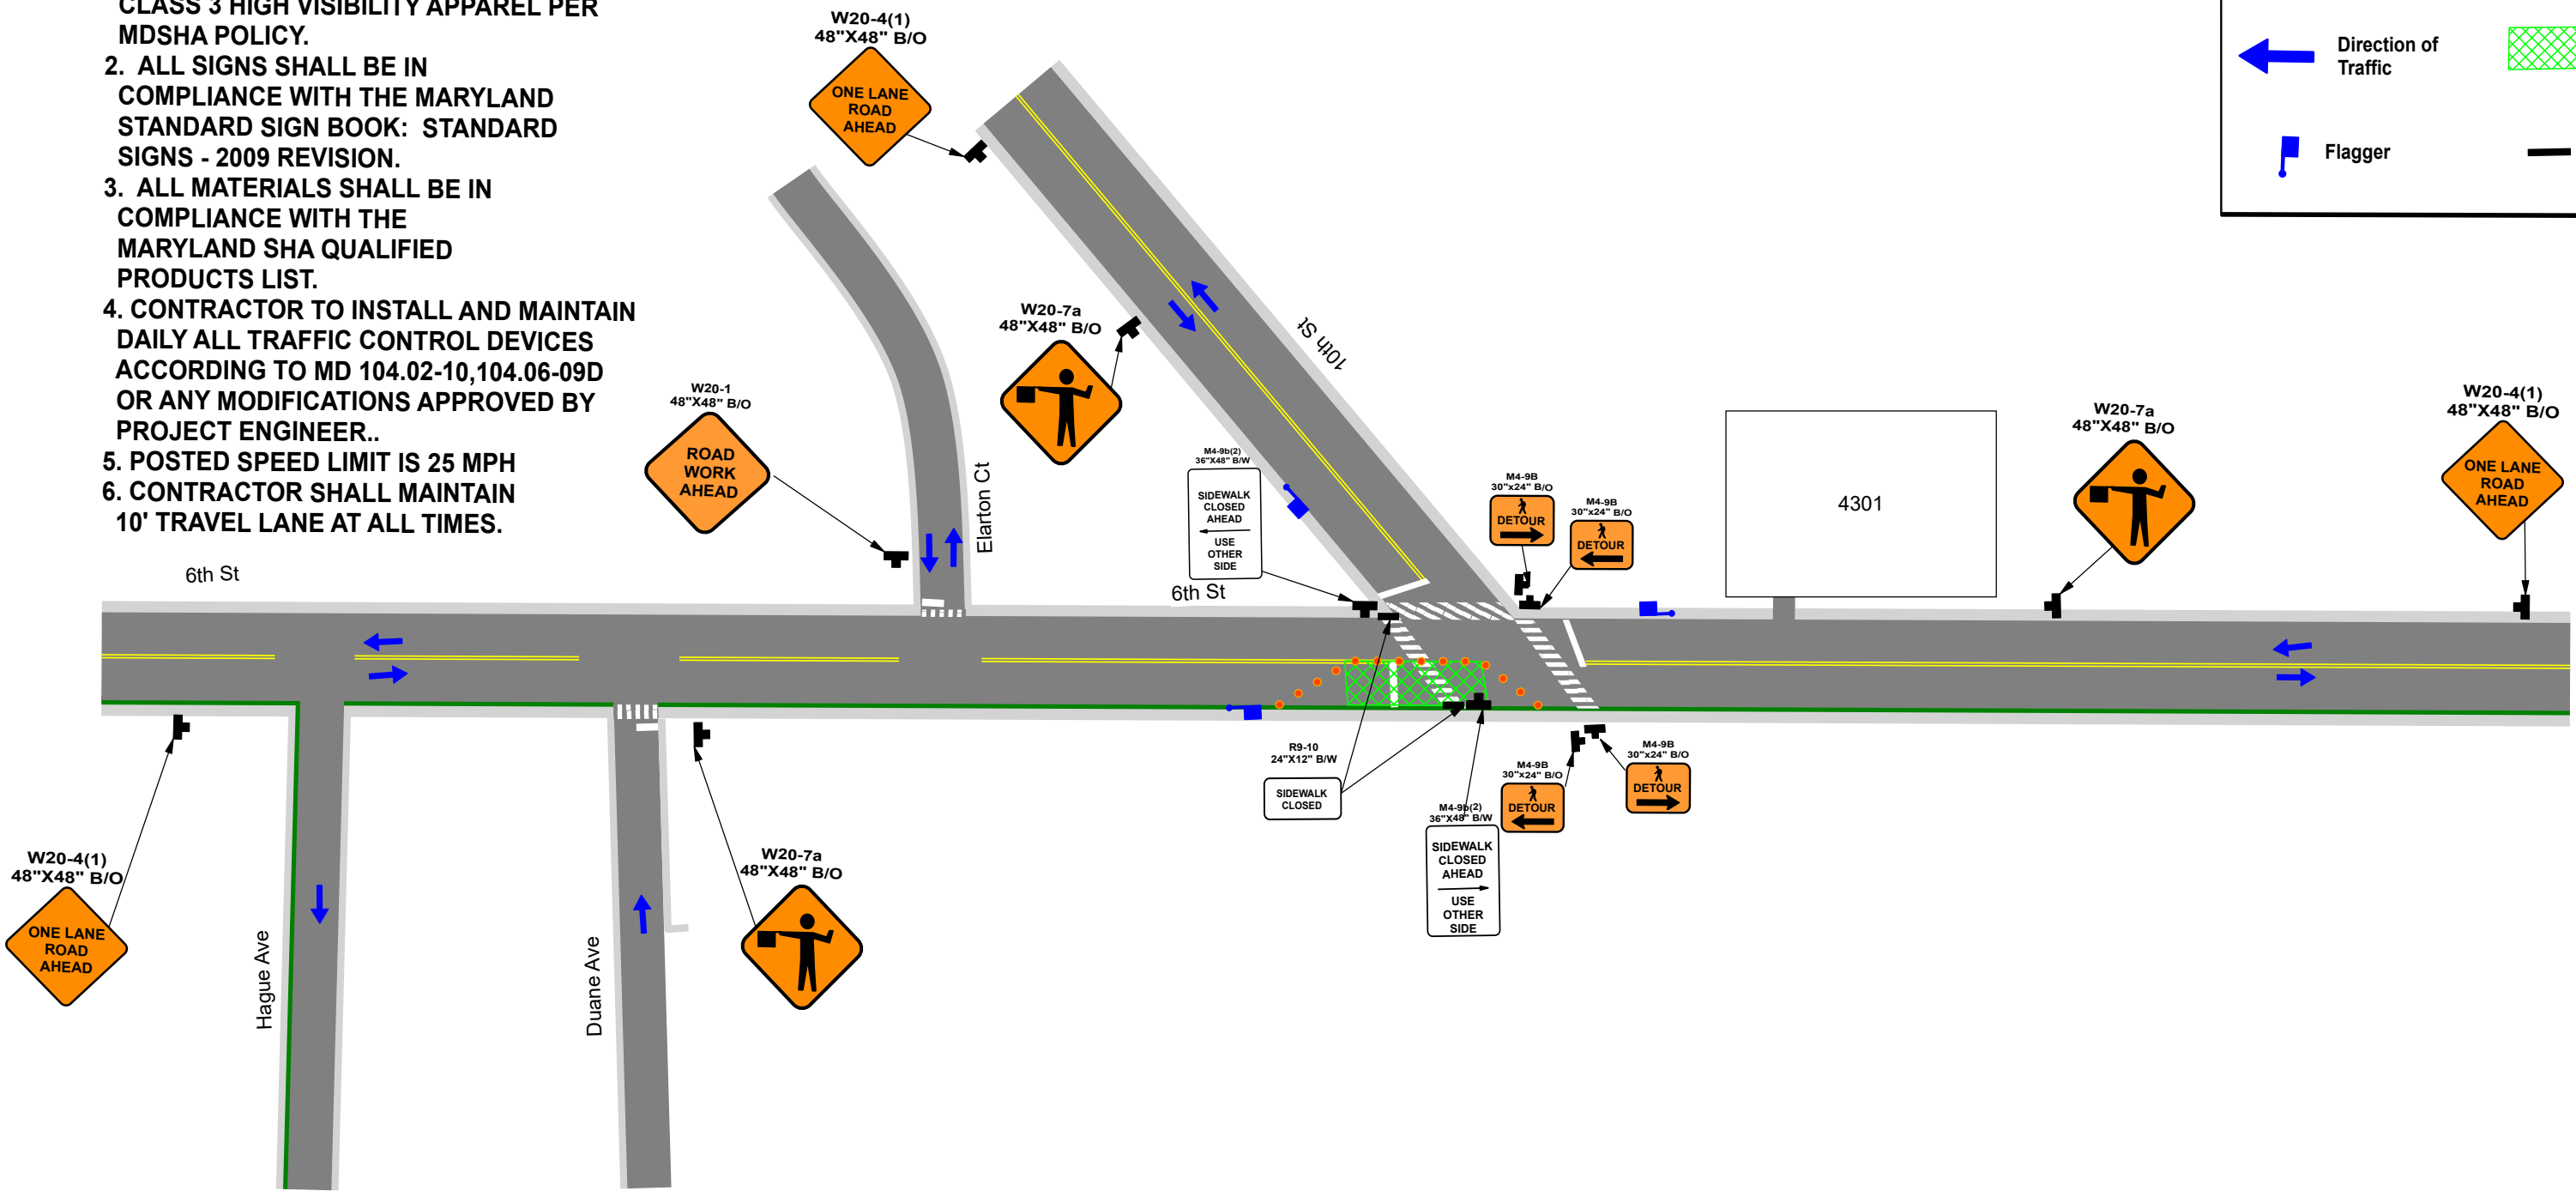 CLASS 3 HIGH VISIBILITY APPAREL PER
MDSHA POLICY.
2. ALL SIGNS SHALL BE IN
COMPLIANCE WITH THE MARYLAND
STANDARD SIGN BOOK: STANDARD
SIGNS - 2009 REVISION.
3. ALL MATERIALS SHALL BE IN
COMPLIANCE WITH THE
MARYLAND SHA QUALIFIED
PRODUCTS LIST.
4. CONTRACTOR TO INSTALL AND MAINTAIN
DAILY ALL TRAFFIC CONTROL DEVICES
ACCORDING TO MD 104.02-10,104.06-09D
OR ANY MODIFICATIONS APPROVED BY
PROJECT ENGINEER..
5. POSTED SPEED LIMIT IS 25 MPH
6. CONTRACTOR SHALL MAINTAIN
10' TRAVEL LANE AT ALL TIMES.
W20-4(1)
48"X48" B/O
ONE LANE
ROAD
AHEAD
Direction of
Traffic
Flagger
W20-7a
48"X48" B/O
10th St
W20-1
48"X48" B/O
ROAD
WORK
AHEAD
Elarton Ct
M4-9b(2)
36"X48" B/W
SIDEWALK
CLOSED
AHEAD
USE
OTHER
SIDE
M4-9B
30"x24" B/O
DETOUR
M4-9B
30"x24" B/O
DETOUR
4301
W20-7a
48"X48" B/O
W20-4(1)
48"X48" B/O
ONE LANE
ROAD
AHEAD
6th St
6th St
R9-10
24"X12" B/W
SIDEWALK
CLOSED
M4-9b(2)
36"X48" B/W
SIDEWALK
CLOSED
AHEAD
USE
OTHER
SIDE
M4-9B
30"x24" B/O
DETOUR
M4-9B
30"x24" B/O
DETOUR
W20-4(1)
48"X48" B/O
ONE LANE
ROAD
AHEAD
Hague Ave
Duane Ave
W20-7a
48"X48" B/O